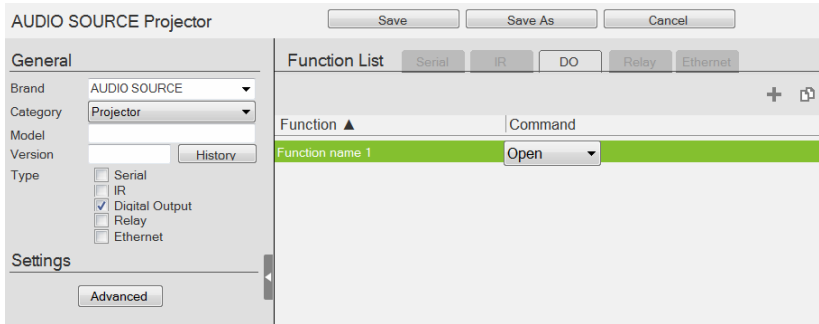 AUDIO SOURCE Projector Save Save As Cancel
General
Brand AUDIO SOURCE
Category Projector
Model
Version History
Type Serial
IR
Digital Output
Relay
Ethernet
Settings
Advanced
Function List Serial IR DO Relay Ethernet
Function ▲ Command
Function name 1 Open